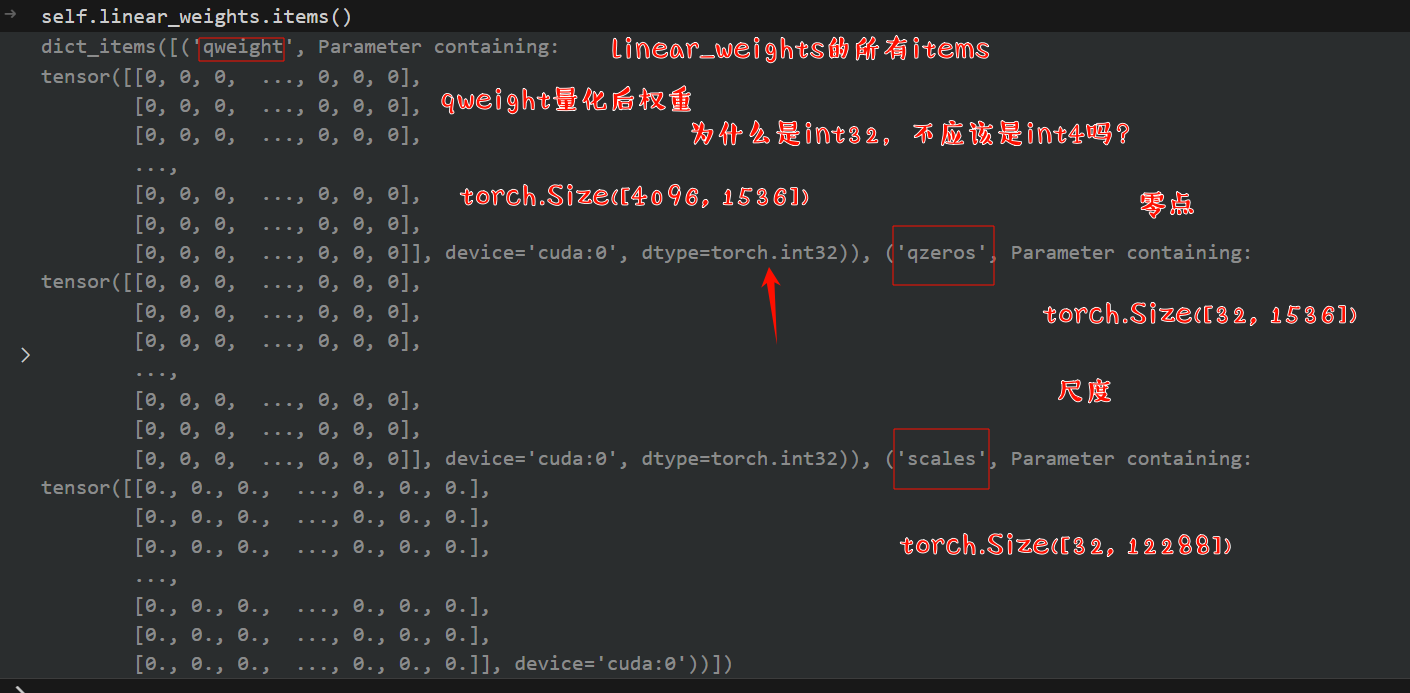 self.linear_weights.items()
dict_items([('qweight', Parameter containing: linear_weights的所有items
tensor([[0, 0, 0, ..., 0, 0, 0],
[0, 0, 0, ..., 0, 0, 0], qweight量化后权重
[0, 0, 0, ..., 0, 0, 0], 为什么是int32, 不应该是int4吗?
...,
[0, 0, 0, ..., 0, 0, 0], torch.Size([4096, 1536]) 零点
[0, 0, 0, ..., 0, 0, 0],
[0, 0, 0, ..., 0, 0, 0]], device='cuda:0', dtype=torch.int32)), ('qzeros', Parameter containing:
tensor([[0, 0, 0, ..., 0, 0, 0],
[0, 0, 0, ..., 0, 0, 0], torch.Size([32, 1536])
[0, 0, 0, ..., 0, 0, 0],
...,
[0, 0, 0, ..., 0, 0, 0], 尺度
[0, 0, 0, ..., 0, 0, 0],
[0, 0, 0, ..., 0, 0, 0]], device='cuda:0', dtype=torch.int32)), ('scales', Parameter containing:
tensor([[0., 0., 0., ..., 0., 0., 0.],
[0., 0., 0., ..., 0., 0., 0.],
[0., 0., 0., ..., 0., 0., 0.], torch.Size([32, 12288])
...,
[0., 0., 0., ..., 0., 0., 0.],
[0., 0., 0., ..., 0., 0., 0.],
[0., 0., 0., ..., 0., 0., 0.]], device='cuda:0'))])